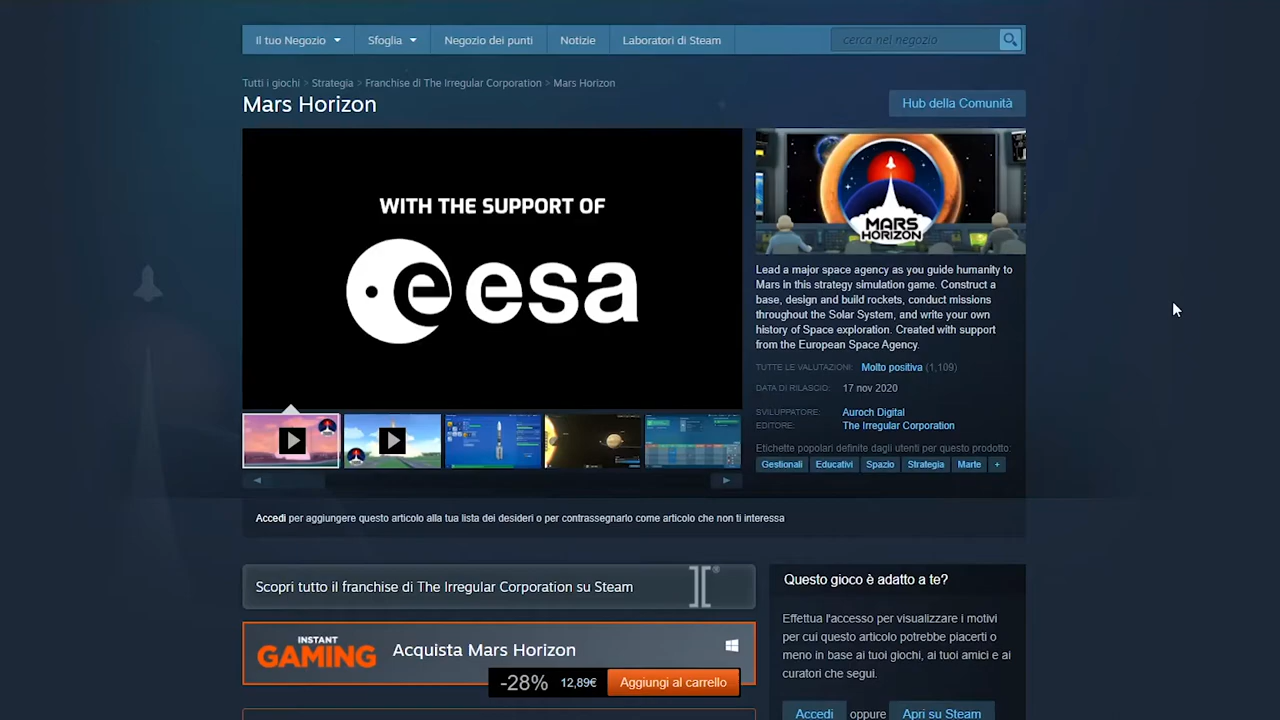 Il tuo Negozio
Sfoglia
Negozio dei punti
Notizie
Laboratori di Steam
cerca nel negozio
Tutti i giochi > Strategia > Franchise di The Irregular Corporation > Mars Horizon
Mars Horizon
Hub della Comunità
WITH THE SUPPORT OF
esa
MARS
HORIZON
Lead a major space agency as you guide humanity to
Mars in this strategy simulation game. Construct a
base, design and build rockets, conduct missions
throughout the Solar System, and write your own
history of Space exploration. Created with support
from the European Space Agency.
TUTTE LE VALUTAZIONI: Molto positiva (1,109)
DATA DI RILASCIO: 17 nov 2020
SVILUPPATORE: Auroch Digital
EDITORE: The Irregular Corporation
Etichette popolari definite dagli utenti per questo prodotto:
Gestionali Educativi Spazio Strategia Marte +
Accedi per aggiungere questo articolo alla tua lista dei desideri o per contrassegnarlo come articolo che non ti interessa
Scopri tutto il franchise di The Irregular Corporation su Steam
INSTANT
GAMING
Acquista Mars Horizon
-28% 12,89€ Aggiungi al carrello
Questo gioco è adatto a te?
Effettua l'accesso per visualizzare i motivi
per cui questo articolo potrebbe piacerti o
meno in base ai tuoi giochi, ai tuoi amici e ai
curatori che segui.
Accedi oppure Apri su Steam